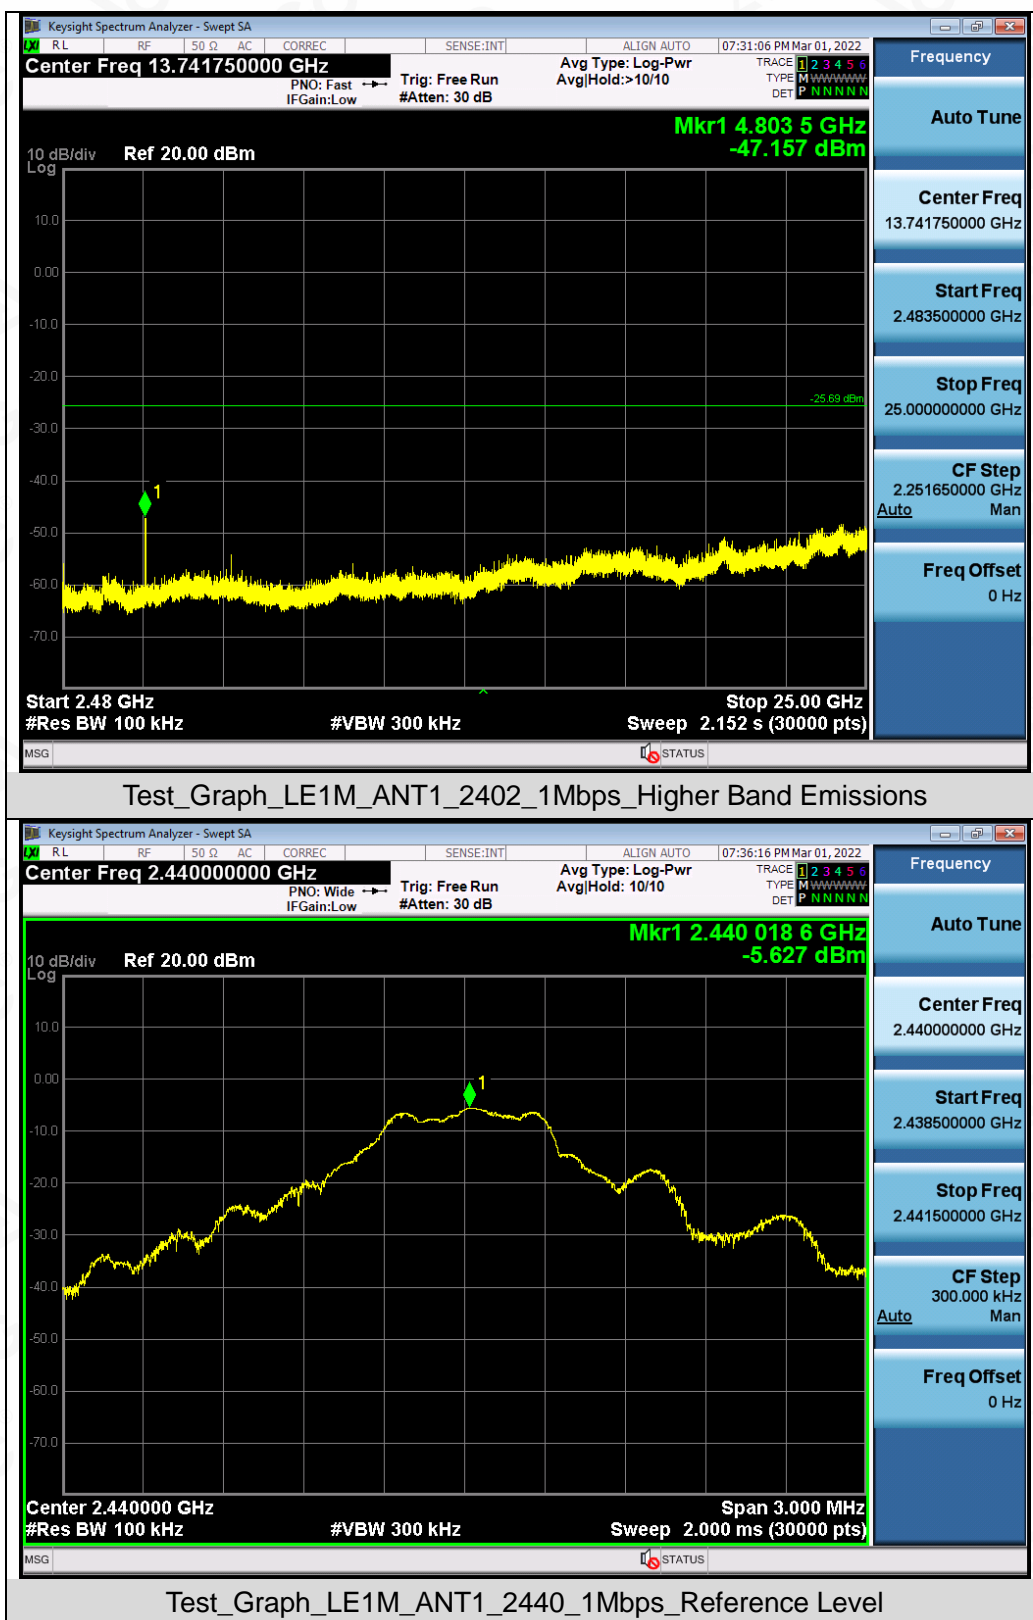 Keysight Spectrum Analyzer - Swept SA
LXI RL RF 50 Ω AC CORREC SENSE:INT ALIGN AUTO 07:31:06 PM Mar 01, 2022
Center Freq 13.741750000 GHz
PNO: Fast
IFGain:Low
Trig: Free Run
#Atten: 30 dB
Avg Type: Log-Pwr
Avg|Hold:>10/10
TRACE 1 2 3 4 5 6
TYPE M W W W W W
DET P N N N N N
Mkr1 4.803 5 GHz
-47.157 dBm
10 dB/div Ref 20.00 dBm
Log
10.0
0.00
-10.0
-20.0
-25.69 dBm
-30.0
-40.0
1
-50.0
-60.0
-70.0
Start 2.48 GHz Stop 25.00 GHz
#Res BW 100 kHz #VBW 300 kHz Sweep 2.152 s (30000 pts)
MSG STATUS
Frequency
Auto Tune
Center Freq
13.741750000 GHz
Start Freq
2.483500000 GHz
Stop Freq
25.000000000 GHz
CF Step
2.251650000 GHz
Auto Man
Freq Offset
0 Hz
Test_Graph_LE1M_ANT1_2402_1Mbps_Higher Band Emissions
Keysight Spectrum Analyzer - Swept SA
LXI RL RF 50 Ω AC CORREC SENSE:INT ALIGN AUTO 07:36:16 PM Mar 01, 2022
Center Freq 2.440000000 GHz
PNO: Wide
IFGain:Low
Trig: Free Run
#Atten: 30 dB
Avg Type: Log-Pwr
Avg|Hold: 10/10
TRACE 1 2 3 4 5 6
TYPE M W W W W W
DET P N N N N N
Mkr1 2.440 018 6 GHz
-5.627 dBm
10 dB/div Ref 20.00 dBm
Log
10.0
0.00
1
-10.0
-20.0
-30.0
-40.0
-50.0
-60.0
-70.0
Center 2.440000 GHz Span 3.000 MHz
#Res BW 100 kHz #VBW 300 kHz Sweep 2.000 ms (30000 pts)
MSG STATUS
Frequency
Auto Tune
Center Freq
2.440000000 GHz
Start Freq
2.438500000 GHz
Stop Freq
2.441500000 GHz
CF Step
300.000 kHz
Auto Man
Freq Offset
0 Hz
Test_Graph_LE1M_ANT1_2440_1Mbps_Reference Level